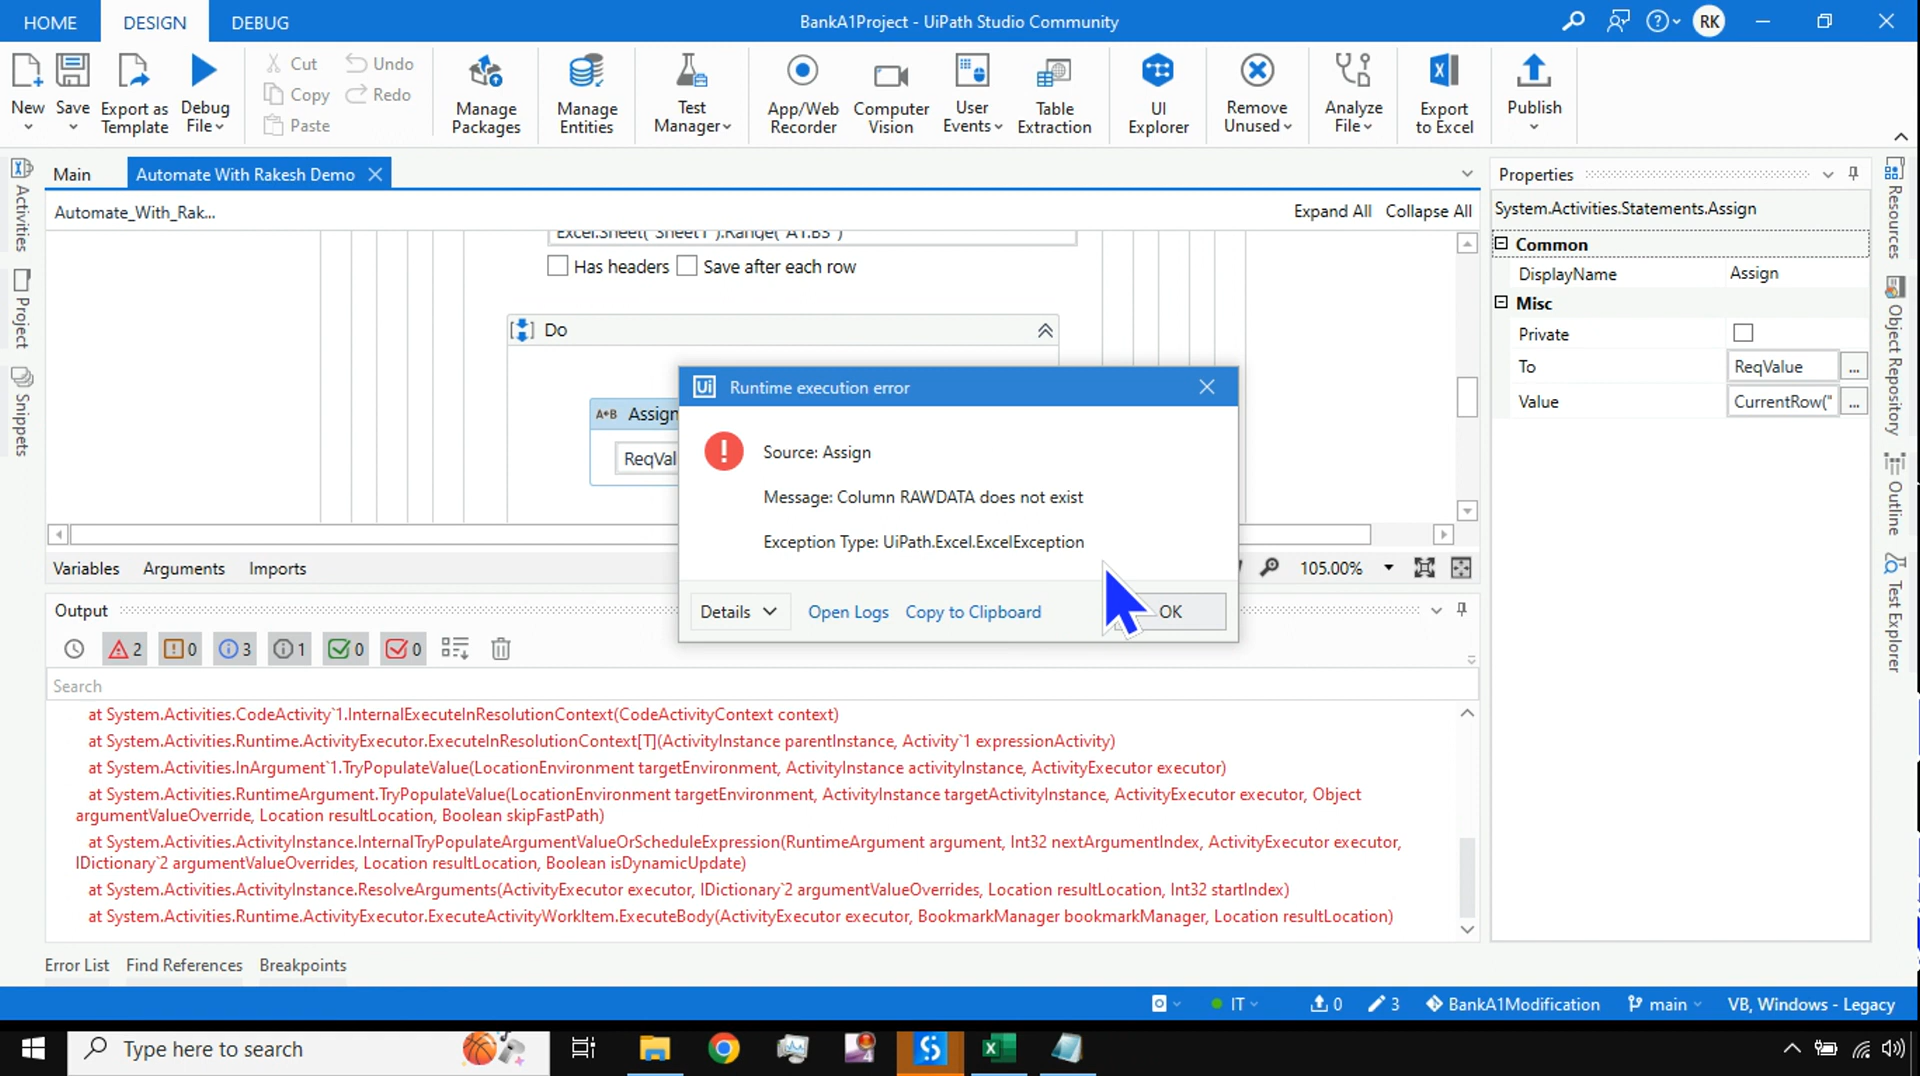 HOME DESIGN DEBUG BankA1Project - UiPath Studio Community RK
New Save Export as Template Debug File Cut Copy Paste Undo Redo Manage Packages Manage Entities Test Manager App/Web Recorder Computer Vision User Events Table Extraction UI Explorer Remove Unused Analyze File Export to Excel Publish
Main Automate With Rakesh Demo
Automate_With_Rak... Expand All Collapse All
Excel.Sheet("Sheet1").Range("A1:B3")
Has headers Save after each row
Do
A+B Assign
ReqVal
Runtime execution error
Source: Assign
Message: Column RAWDATA does not exist
Exception Type: UiPath.Excel.ExcelException
Details Open Logs Copy to Clipboard OK
Variables Arguments Imports 105.00%
Output
2 0 3 1 0 0
Search
at System.Activities.CodeActivity`1.InternalExecuteInResolutionContext(CodeActivityContext context)
at System.Activities.Runtime.ActivityExecutor.ExecuteInResolutionContext[T](ActivityInstance parentInstance, Activity`1 expressionActivity)
at System.Activities.InArgument`1.TryPopulateValue(LocationEnvironment targetEnvironment, ActivityInstance activityInstance, ActivityExecutor executor)
at System.Activities.RuntimeArgument.TryPopulateValue(LocationEnvironment targetEnvironment, ActivityInstance targetActivityInstance, ActivityExecutor executor, Object
argumentValueOverride, Location resultLocation, Boolean skipFastPath)
at System.Activities.ActivityInstance.InternalTryPopulateArgumentValueOrScheduleExpression(RuntimeArgument argument, Int32 nextArgumentIndex, ActivityExecutor executor,
IDictionary`2 argumentValueOverrides, Location resultLocation, Boolean isDynamicUpdate)
at System.Activities.ActivityInstance.ResolveArguments(ActivityExecutor executor, IDictionary`2 argumentValueOverrides, Location resultLocation, Int32 startIndex)
at System.Activities.Runtime.ActivityExecutor.ExecuteActivityWorkItem.ExecuteBody(ActivityExecutor executor, BookmarkManager bookmarkManager, Location resultLocation)
Error List Find References Breakpoints
Properties
System.Activities.Statements.Assign
Common
DisplayName Assign
Misc
Private
To ReqValue ...
Value CurrentRow(" ...
Activities
Project
Snippets
Resources
Object Repository
Outline
Test Explorer
IT 0 3 BankA1Modification main VB, Windows - Legacy
Type here to search